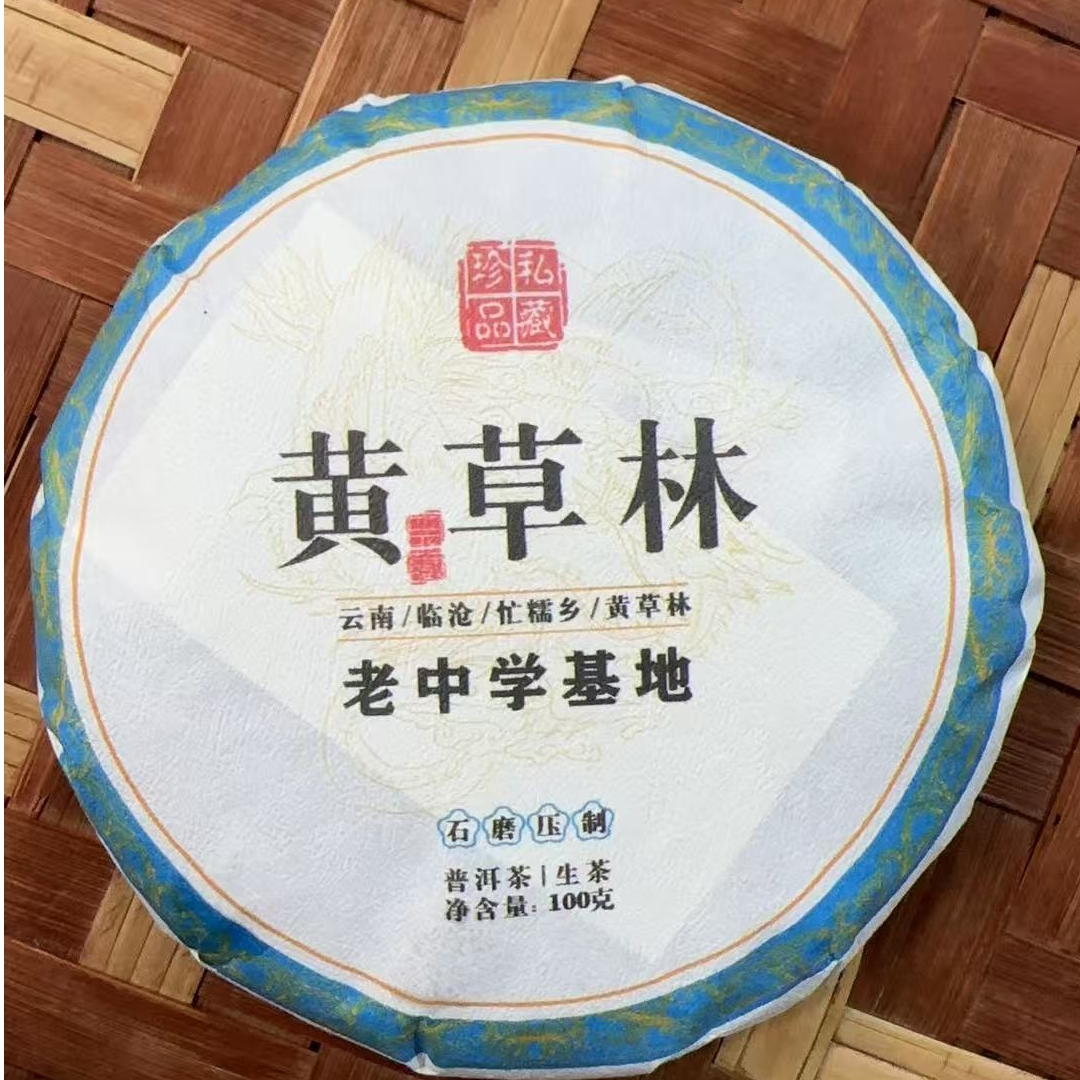 私藏
珍品
黄草林
云南/临沧/忙糯乡/黄草林
老中学基地
石磨压制
普洱茶|生茶
净含量：100克